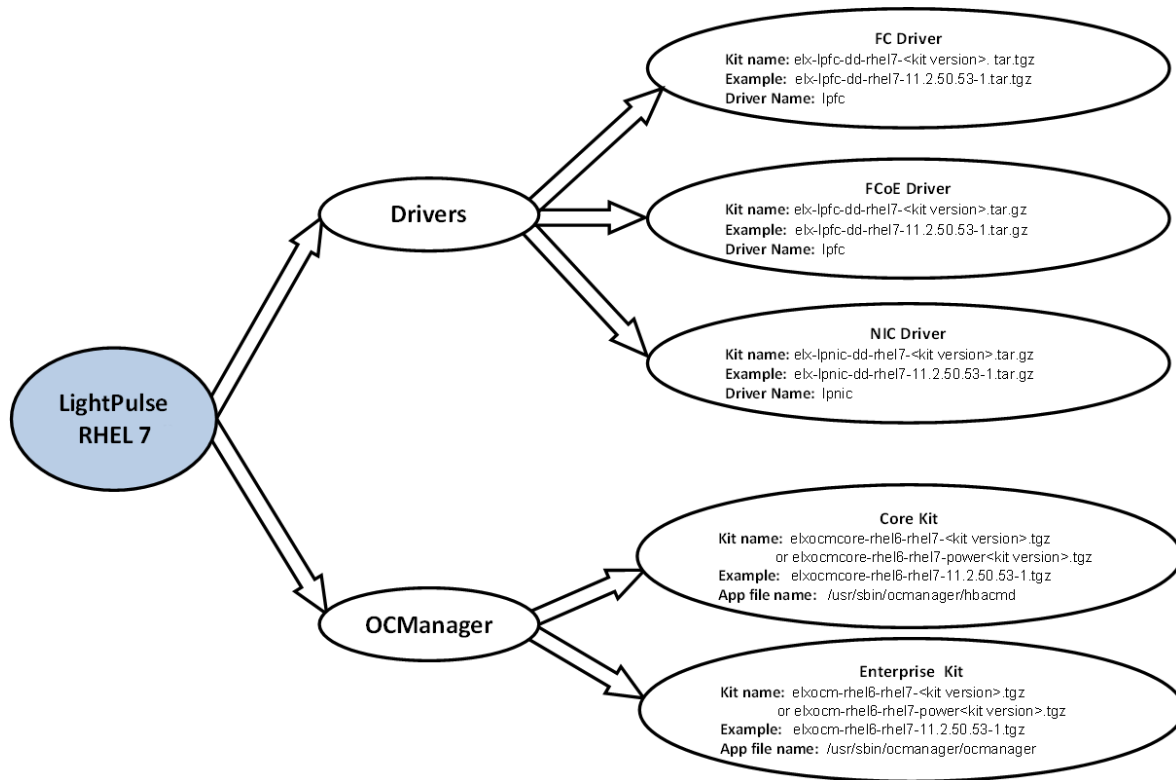 FC Driver
Kit name: elx-lpfc-dd-rhel7-<kit version>. tar.tgz
Example: elx-lpfc-dd-rhel7-11.2.50.53-1.tar.tgz
Driver Name: lpfc
FCoE Driver
Kit name: elx-lpfc-dd-rhel7-<kit version>.tar.gz
Example: elx-lpfc-dd-rhel7-11.2.50.53-1.tar.gz
Driver Name: lpfc
Drivers
NIC Driver
Kit name: elx-lpnic-dd-rhel7-<kit version>.tar.gz
Example: elx-lpnic-dd-rhel7-11.2.50.53-1.tar.gz
Driver Name: lpnic
LightPulse
RHEL 7
Core Kit
Kit name: elxocmcore-rhel6-rhel7-<kit version>.tgz
or elxocmcore-rhel6-rhel7-power<kit version>.tgz
Example: elxocmcore-rhel6-rhel7-11.2.50.53-1.tgz
App file name: /usr/sbin/ocmanager/hbacmd
OCManager
Enterprise Kit
Kit name: elxocm-rhel6-rhel7-<kit version>.tgz
or elxocm-rhel6-rhel7-power<kit version>.tgz
Example: elxocm-rhel6-rhel7-11.2.50.53-1.tgz
App file name: /usr/sbin/ocmanager/ocmanager